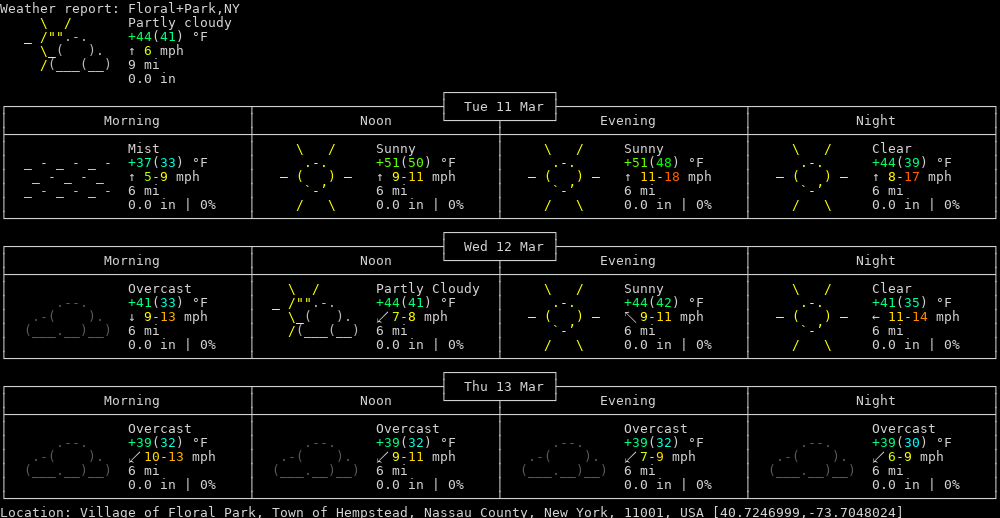 Weather report: Floral+Park,NY
Partly cloudy
+44(41) °F
↑ 6 mph
9 mi
0.0 in
Tue 11 Mar
Morning Noon Evening Night
Mist Sunny Sunny Clear
+37(33) °F +51(50) °F +51(48) °F +44(39) °F
↑ 5-9 mph ↑ 9-11 mph ↑ 11-18 mph ↑ 8-17 mph
6 mi 6 mi 6 mi 6 mi
0.0 in | 0% 0.0 in | 0% 0.0 in | 0% 0.0 in | 0%
Wed 12 Mar
Morning Noon Evening Night
Overcast Partly Cloudy Sunny Clear
+41(33) °F +44(41) °F +44(42) °F +41(35) °F
↓ 9-13 mph ↙ 7-8 mph ↖ 9-11 mph ← 11-14 mph
6 mi 6 mi 6 mi 6 mi
0.0 in | 0% 0.0 in | 0% 0.0 in | 0% 0.0 in | 0%
Thu 13 Mar
Morning Noon Evening Night
Overcast Overcast Overcast Overcast
+39(32) °F +39(32) °F +39(32) °F +39(30) °F
↙ 10-13 mph ↙ 9-11 mph ↙ 7-9 mph ↙ 6-9 mph
6 mi 6 mi 6 mi 6 mi
0.0 in | 0% 0.0 in | 0% 0.0 in | 0% 0.0 in | 0%
Location: Village of Floral Park, Town of Hempstead, Nassau County, New York, 11001, USA [40.7246999,-73.7048024]